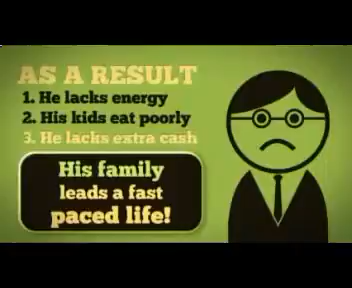 AS A RESULT
1. He lacks energy
2. His kids eat poorly
3. He lacks extra cash
His family
leads a fast
paced life!